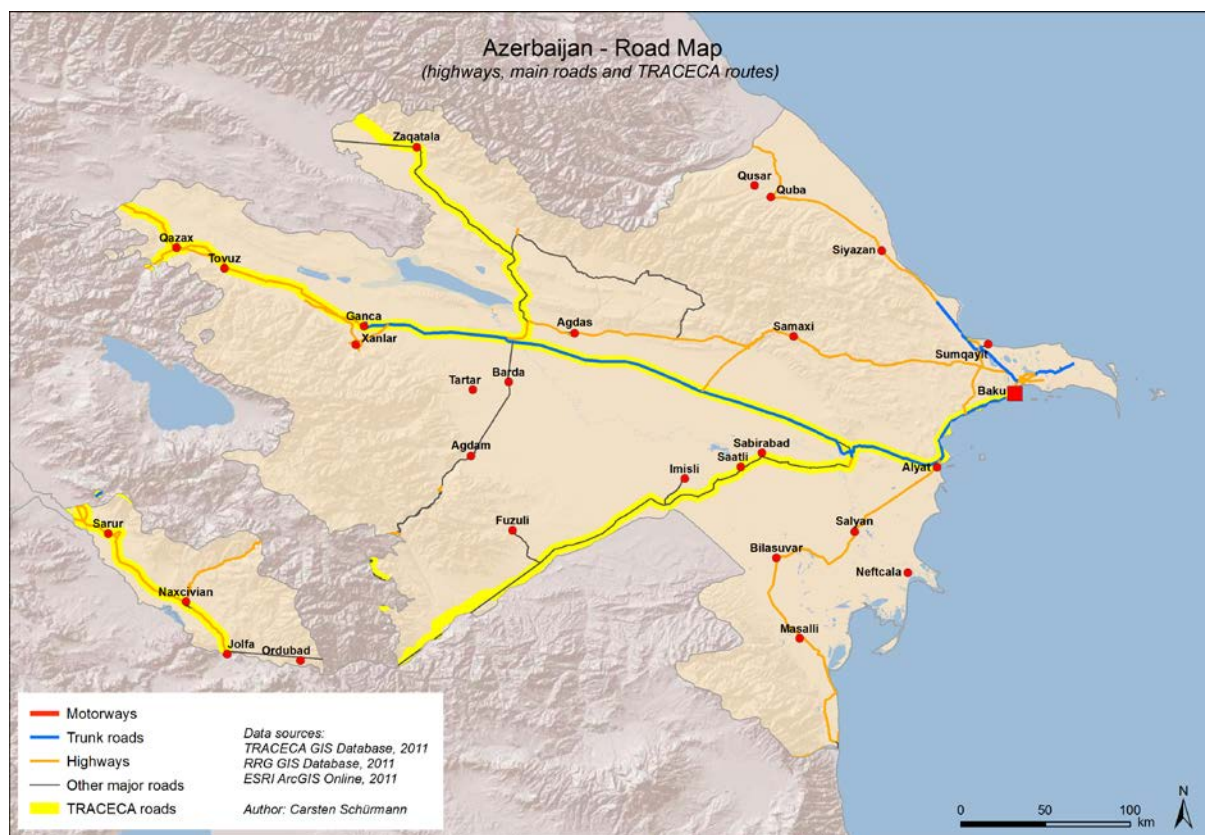 Azerbaijan - Road Map
(highways, main roads and TRACECA routes)
Zaqatala
Qusar
Quba
Qazax
Siyazan
Tovuz
Ganca
Agdas
Samaxi
Xanlar
Sumqayit
Barda
Tartar
Baku
Agdam
Sabirabad
Saatli
Imisli
Alyat
Fuzuli
Salyan
Sarur
Bilasuvar
Neftcala
Naxcivian
Masalli
Jolfa
Ordubad
Motorways
Trunk roads
Highways
Other major roads
TRACECA roads
Data sources:
TRACECA GIS Database, 2011
RRG GIS Database, 2011
ESRI ArcGIS Online, 2011
Author: Carsten Schürmann
0 50 100
km
N